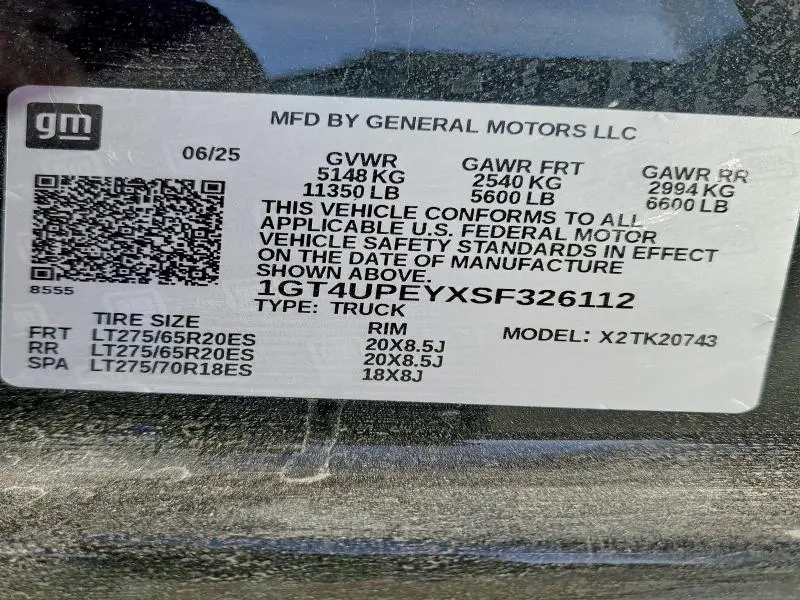 gm
MFD BY GENERAL MOTORS LLC
06/25
GVWR
5148 KG
11350 LB
GAWR FRT
2540 KG
5600 LB
GAWR RR
2994 KG
6600 LB
THIS VEHICLE CONFORMS TO ALL
APPLICABLE U.S. FEDERAL MOTOR
VEHICLE SAFETY STANDARDS IN EFFECT
ON THE DATE OF MANUFACTURE
SHOWN ABOVE.
8555
1GT4UPEYXSF326112
TYPE: TRUCK
MODEL: X2TK20743
TIRE SIZE RIM
FRT LT275/65R20ES 20X8.5J
RR LT275/65R20ES 20X8.5J
SPA LT275/70R18ES 18X8J